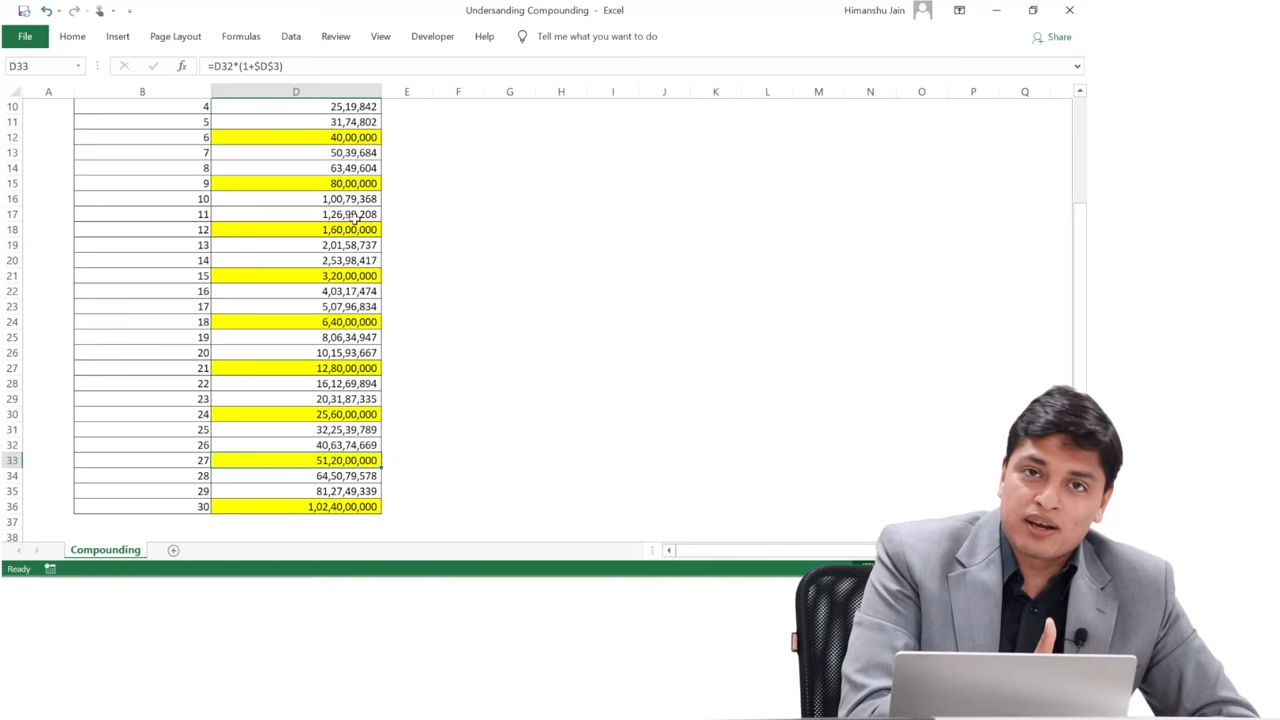 Undersanding Compounding - Excel
Himanshu Jain
File Home Insert Page Layout Formulas Data Review View Developer Help Tell me what you want to do Share
D33 fx =D32*(1+$D$3)
A B D E F G H I J K L M N O P Q
10 4 25,19,842
11 5 31,74,802
12 6 40,00,000
13 7 50,39,684
14 8 63,49,604
15 9 80,00,000
16 10 1,00,79,368
17 11 1,26,99,208
18 12 1,60,00,000
19 13 2,01,58,737
20 14 2,53,98,417
21 15 3,20,00,000
22 16 4,03,17,474
23 17 5,07,96,834
24 18 6,40,00,000
25 19 8,06,34,947
26 20 10,15,93,667
27 21 12,80,00,000
28 22 16,12,69,894
29 23 20,31,87,335
30 24 25,60,00,000
31 25 32,25,39,789
32 26 40,63,74,669
33 27 51,20,00,000
34 28 64,50,79,578
35 29 81,27,49,339
36 30 1,02,40,00,000
37
38
Compounding
Ready